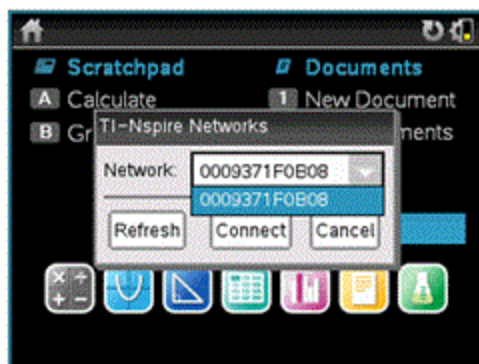 Scratchpad Documents
A Calculate 1 New Document
B Gr ments
TI-Nspire Networks
Network: 0009371F0B08
0009371F0B08
Refresh Connect Cancel